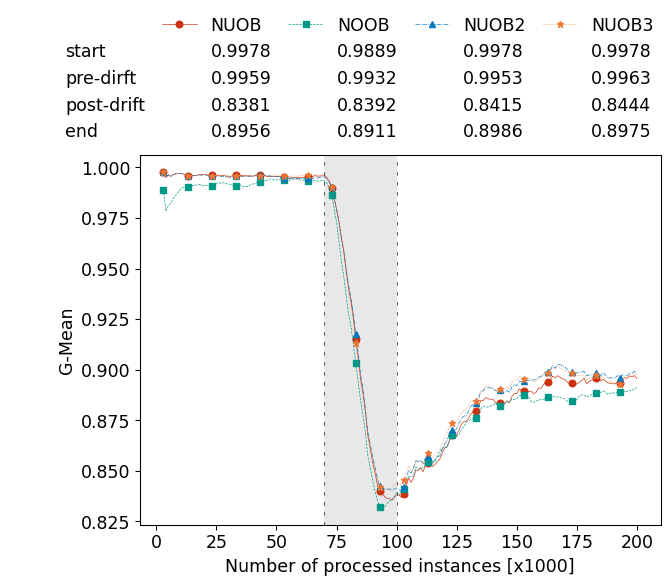 NUOB NOOB NUOB2 NUOB3
start 0.9978 0.9889 0.9978 0.9978
pre-dirft 0.9959 0.9932 0.9953 0.9963
post-drift 0.8381 0.8392 0.8415 0.8444
end 0.8956 0.8911 0.8986 0.8975
1.000
0.975
0.950
0.925
0.900
0.875
0.850
0.825
G-Mean
0 25 50 75 100 125 150 175 200
Number of processed instances [x1000]